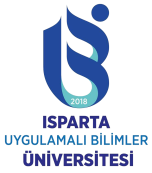 2018
ISPARTA
UYGULAMALI BİLİMLER
ÜNİVERSİTESİ